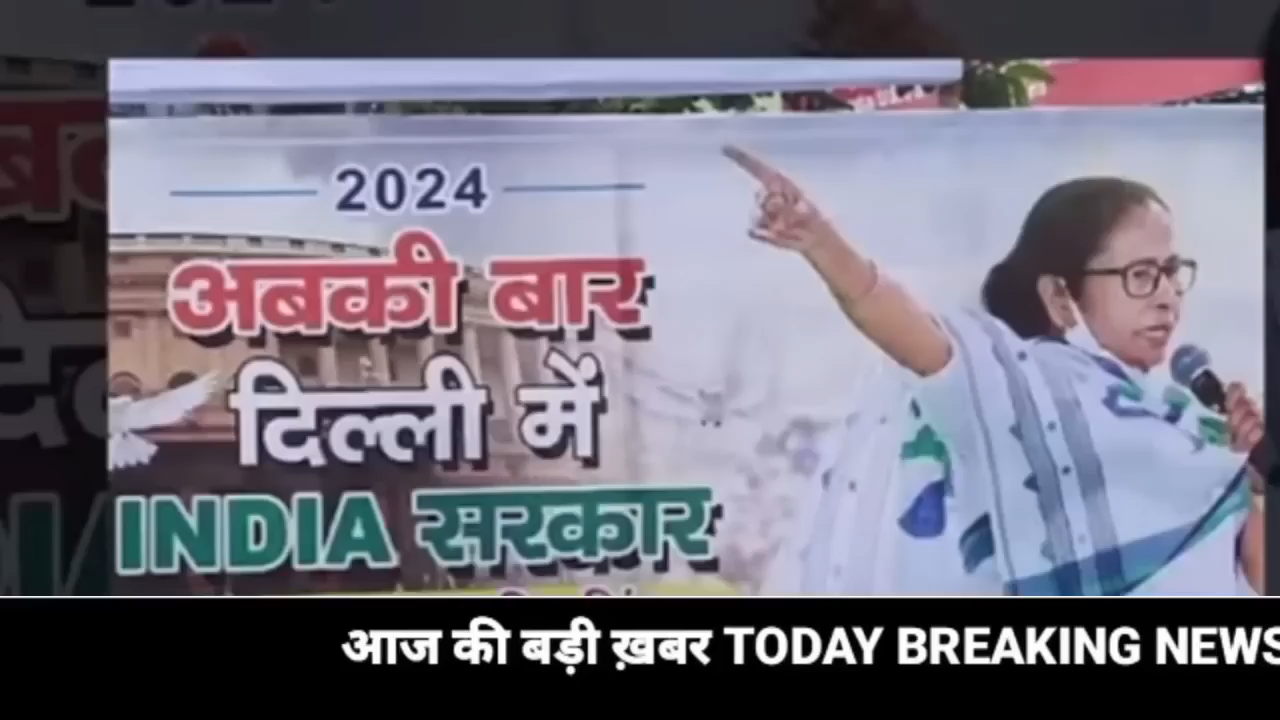 2024
अबकी बार
दिल्ली में
INDIA सरकार
आज की बड़ी ख़बर TODAY BREAKING NEWS